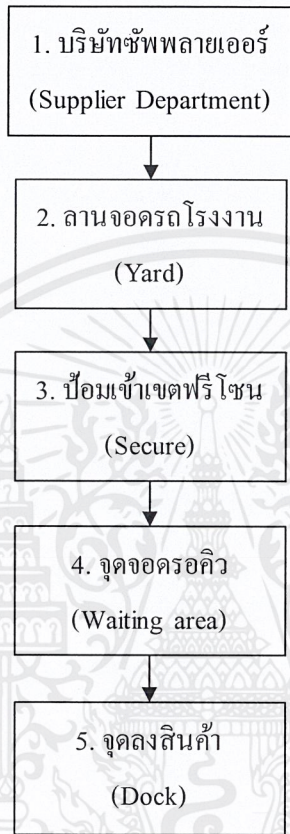 1. บริษัทซัพพลายเออร์
(Supplier Department)
2. ลานจอดรถโรงงาน
(Yard)
3. ป้อมเข้าเขตฟรีโซน
(Secure)
4. จุดจอดรอคิว
(Waiting area)
5. จุดลงสินค้า
(Dock)